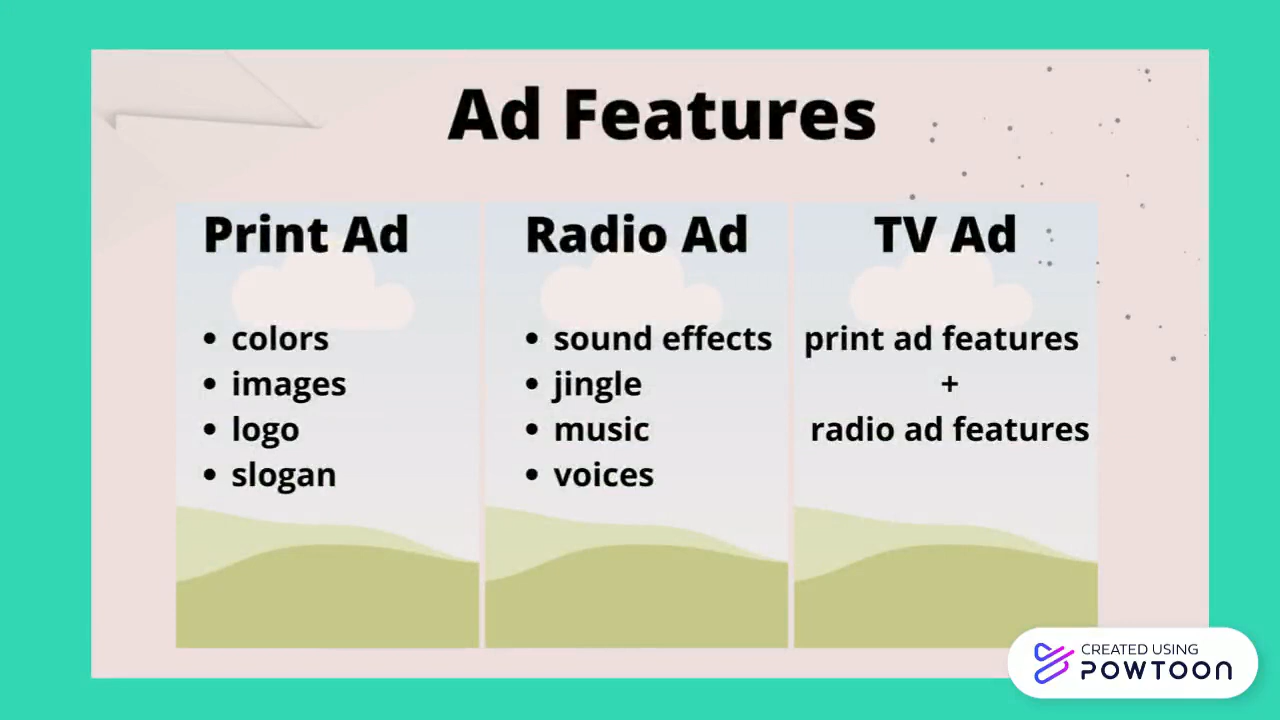 Ad Features
Print Ad
• colors
• images
• logo
• slogan
Radio Ad
• sound effects
• jingle
• music
• voices
TV Ad
print ad features
+
radio ad features
CREATED USING
POWTOON